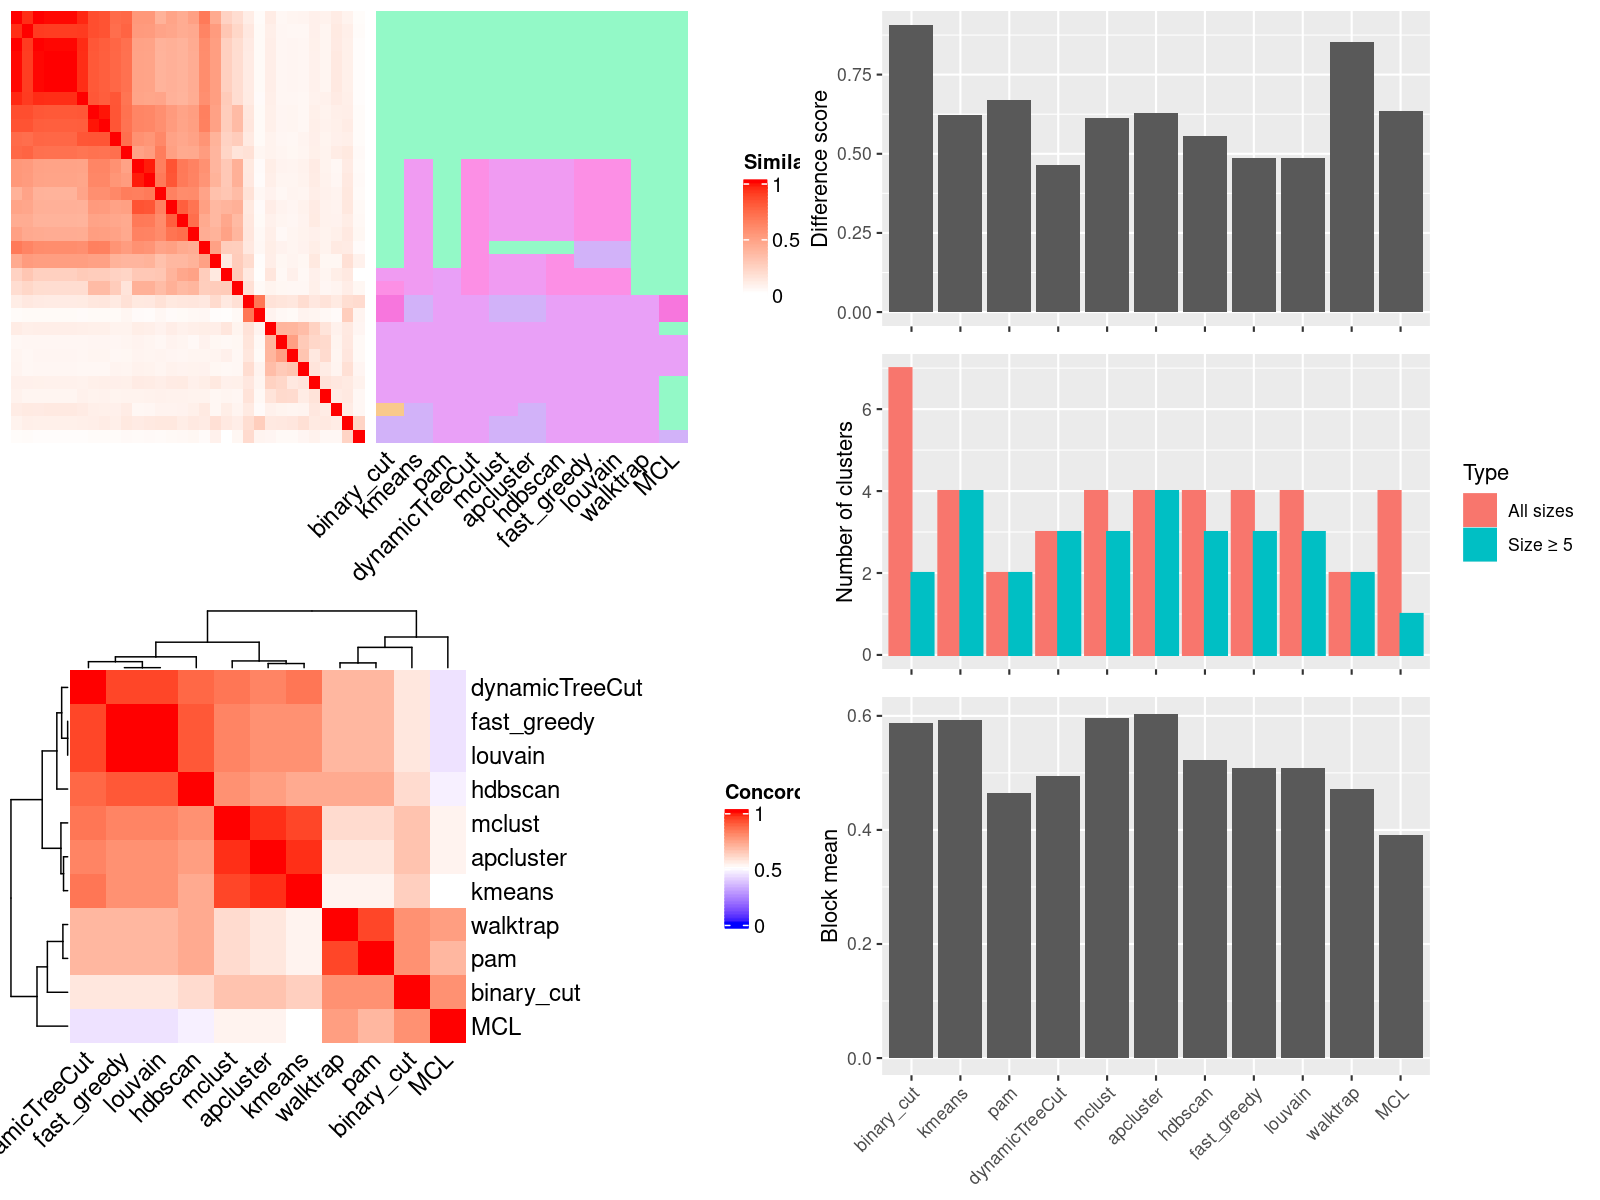 Simila
1
0.5
0
binary_cut
kmeans
pam
dynamicTreeCut
mclust
apcluster
hdbscan
fast_greedy
louvain
walktrap
MCL
Difference score
0.75
0.50
0.25
0.00
Number of clusters
6
4
2
0
Type
All sizes
Size ≥ 5
dynamicTreeCut
fast_greedy
louvain
hdbscan
mclust
apcluster
kmeans
walktrap
pam
binary_cut
MCL
Concord
1
0.5
0
amicTreeCut
fast_greedy
louvain
hdbscan
mclust
apcluster
kmeans
walktrap
pam
binary_cut
MCL
Block mean
0.6
0.4
0.2
0.0
binary_cut
kmeans
pam
dynamicTreeCut
mclust
apcluster
hdbscan
fast_greedy
louvain
walktrap
MCL